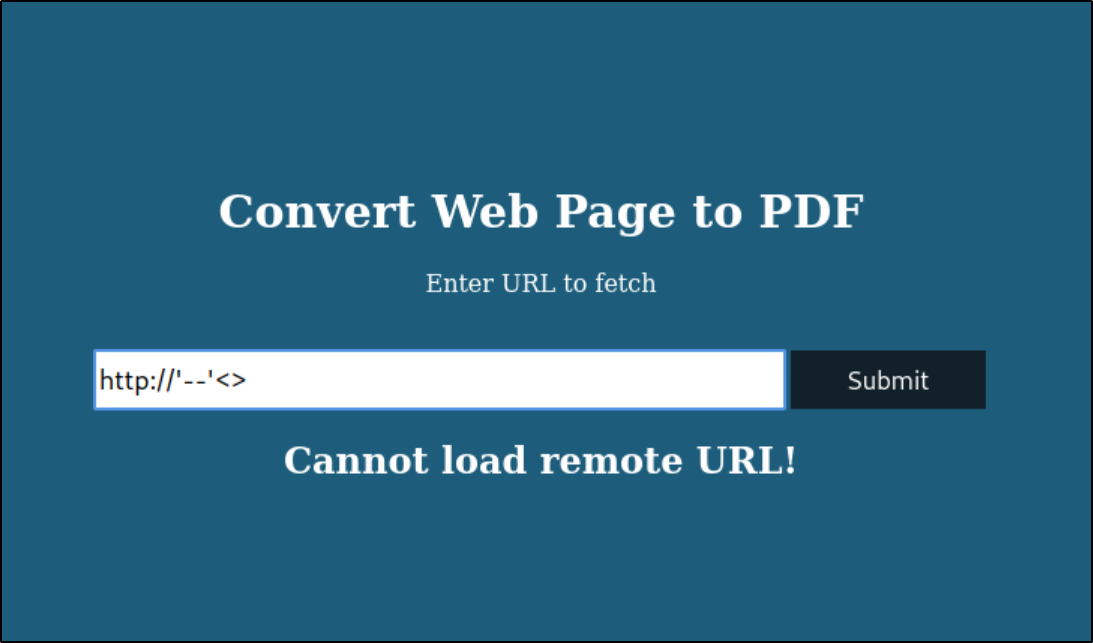 Convert Web Page to PDF
Enter URL to fetch
http://'--'<>
Submit
Cannot load remote URL!